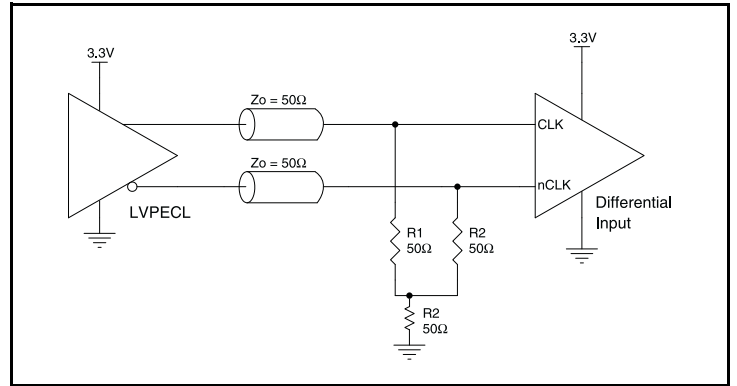 3.3V
3.3V
Zo = 50Ω
CLK
Zo = 50Ω
nCLK
LVPECL
Differential
Input
R1
50Ω
R2
50Ω
R2
50Ω